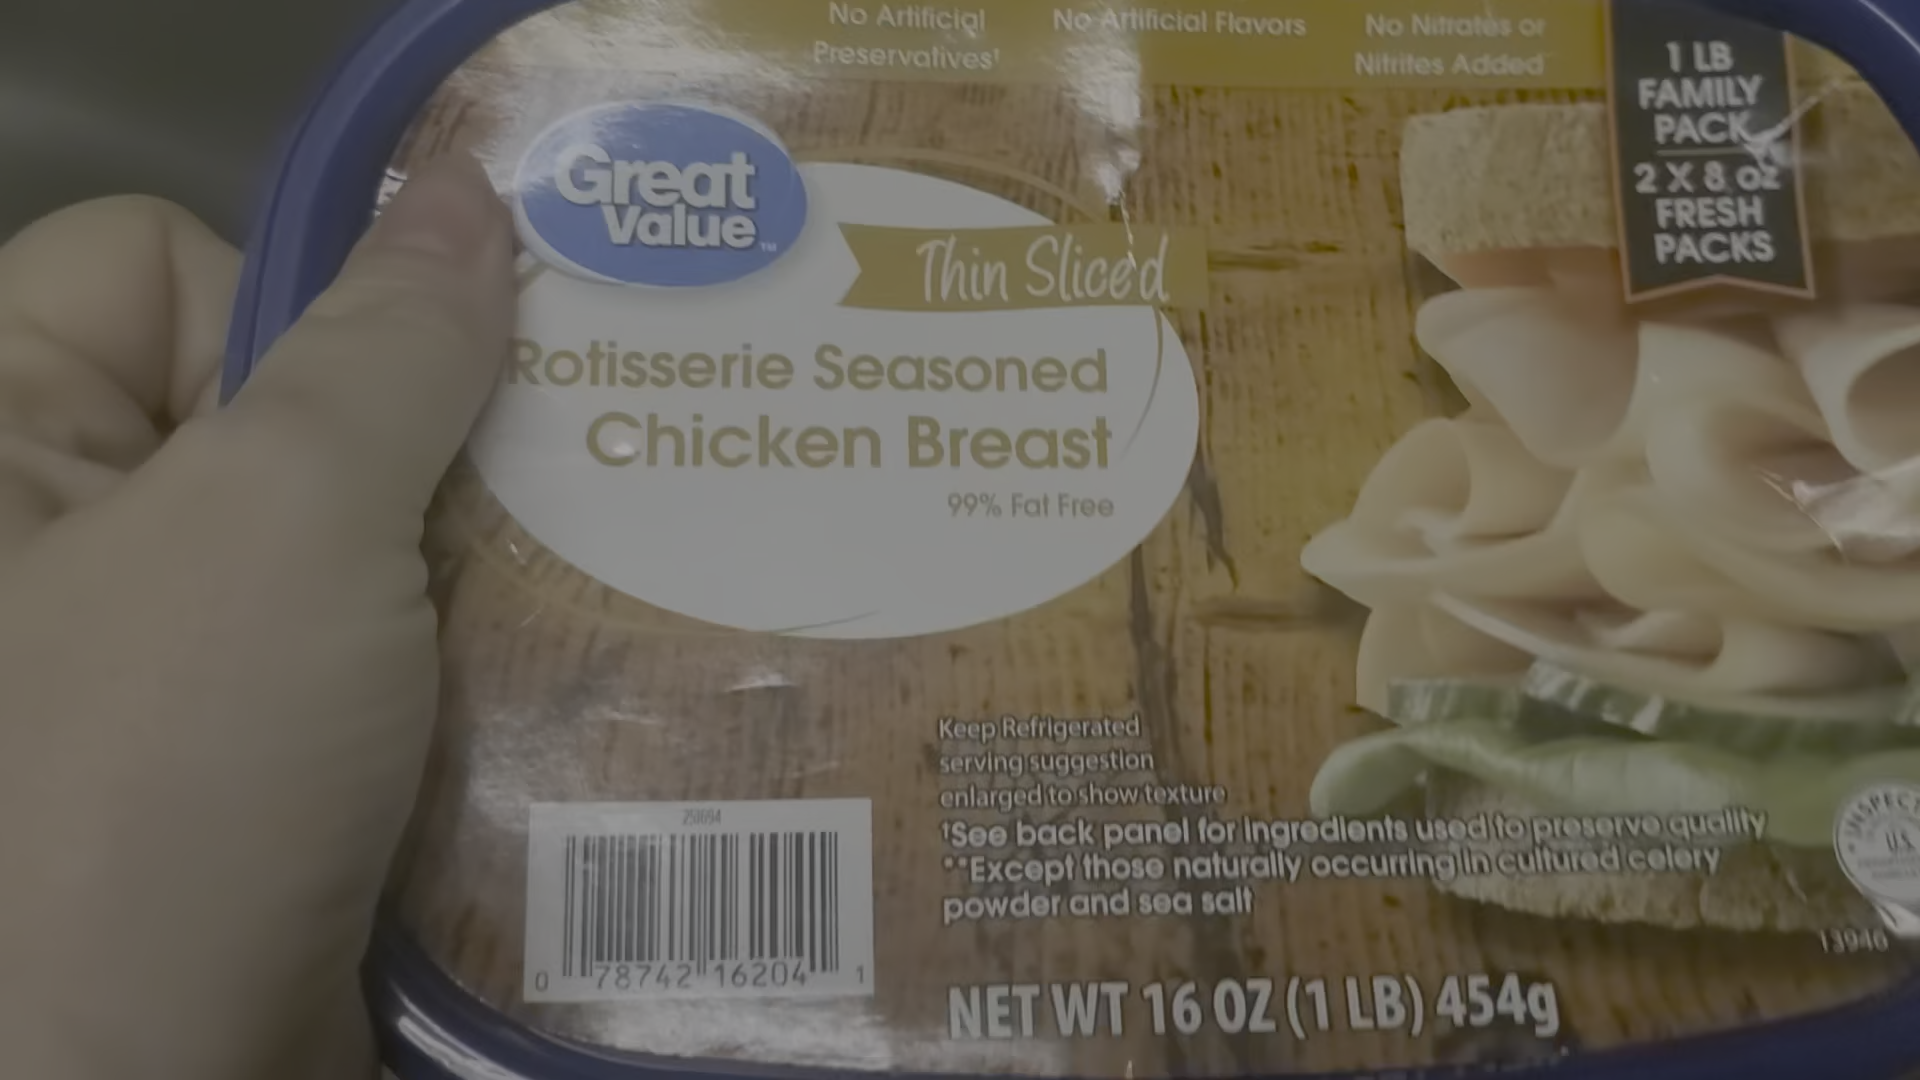 No Artificial
Preservatives†
No Artificial Flavors
No Nitrates or
Nitrites Added
1 LB
FAMILY
PACK
2 X 8 oz
FRESH
PACKS
Great
Value™
Thin Sliced
Rotisserie Seasoned
Chicken Breast
99% Fat Free
Keep Refrigerated
serving suggestion
enlarged to show texture
†See back panel for ingredients used to preserve quality
**Except those naturally occurring in cultured celery
powder and sea salt
U.S.
13946
250694
0 78742 16204 1
NET WT 16 OZ (1 LB) 454g